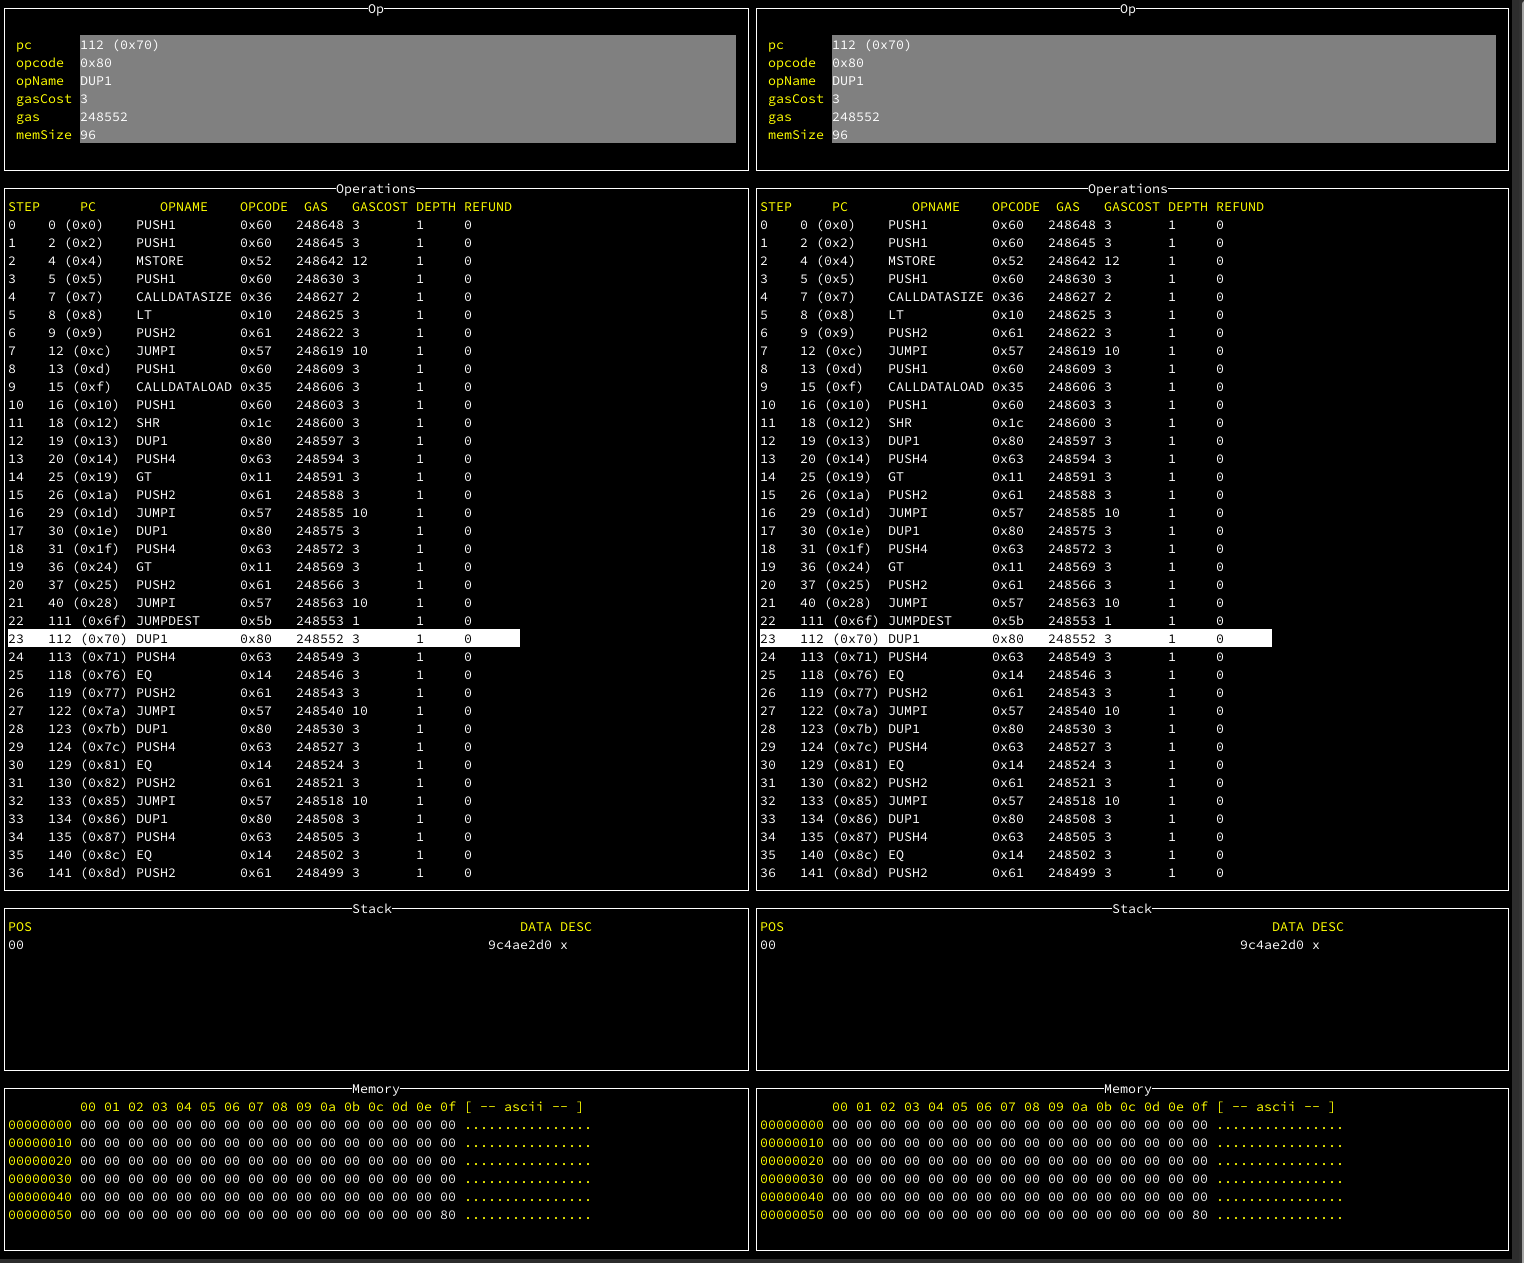 Op
pc 112 (0x70)
opcode 0x80
opName DUP1
gasCost 3
gas 248552
memSize 96
Operations
STEP PC OPNAME OPCODE GAS GASCOST DEPTH REFUND
0 0 (0x0) PUSH1 0x60 248648 3 1 0
1 2 (0x2) PUSH1 0x60 248645 3 1 0
2 4 (0x4) MSTORE 0x52 248642 12 1 0
3 5 (0x5) PUSH1 0x60 248630 3 1 0
4 7 (0x7) CALLDATASIZE 0x36 248627 2 1 0
5 8 (0x8) LT 0x10 248625 3 1 0
6 9 (0x9) PUSH2 0x61 248622 3 1 0
7 12 (0xc) JUMPI 0x57 248619 10 1 0
8 13 (0xd) PUSH1 0x60 248609 3 1 0
9 15 (0xf) CALLDATALOAD 0x35 248606 3 1 0
10 16 (0x10) PUSH1 0x60 248603 3 1 0
11 18 (0x12) SHR 0x1c 248600 3 1 0
12 19 (0x13) DUP1 0x80 248597 3 1 0
13 20 (0x14) PUSH4 0x63 248594 3 1 0
14 25 (0x19) GT 0x11 248591 3 1 0
15 26 (0x1a) PUSH2 0x61 248588 3 1 0
16 29 (0x1d) JUMPI 0x57 248585 10 1 0
17 30 (0x1e) DUP1 0x80 248575 3 1 0
18 31 (0x1f) PUSH4 0x63 248572 3 1 0
19 36 (0x24) GT 0x11 248569 3 1 0
20 37 (0x25) PUSH2 0x61 248566 3 1 0
21 40 (0x28) JUMPI 0x57 248563 10 1 0
22 111 (0x6f) JUMPDEST 0x5b 248553 1 1 0
23 112 (0x70) DUP1 0x80 248552 3 1 0
24 113 (0x71) PUSH4 0x63 248549 3 1 0
25 118 (0x76) EQ 0x14 248546 3 1 0
26 119 (0x77) PUSH2 0x61 248543 3 1 0
27 122 (0x7a) JUMPI 0x57 248540 10 1 0
28 123 (0x7b) DUP1 0x80 248530 3 1 0
29 124 (0x7c) PUSH4 0x63 248527 3 1 0
30 129 (0x81) EQ 0x14 248524 3 1 0
31 130 (0x82) PUSH2 0x61 248521 3 1 0
32 133 (0x85) JUMPI 0x57 248518 10 1 0
33 134 (0x86) DUP1 0x80 248508 3 1 0
34 135 (0x87) PUSH4 0x63 248505 3 1 0
35 140 (0x8c) EQ 0x14 248502 3 1 0
36 141 (0x8d) PUSH2 0x61 248499 3 1 0
Stack
POS DATA DESC
00 9c4ae2d0 x
Memory
00 01 02 03 04 05 06 07 08 09 0a 0b 0c 0d 0e 0f [ -- ascii -- ]
00000000 00 00 00 00 00 00 00 00 00 00 00 00 00 00 00 00 ................
00000010 00 00 00 00 00 00 00 00 00 00 00 00 00 00 00 00 ................
00000020 00 00 00 00 00 00 00 00 00 00 00 00 00 00 00 00 ................
00000030 00 00 00 00 00 00 00 00 00 00 00 00 00 00 00 00 ................
00000040 00 00 00 00 00 00 00 00 00 00 00 00 00 00 00 00 ................
00000050 00 00 00 00 00 00 00 00 00 00 00 00 00 00 00 80 ................
Op
pc 112 (0x70)
opcode 0x80
opName DUP1
gasCost 3
gas 248552
memSize 96
Operations
STEP PC OPNAME OPCODE GAS GASCOST DEPTH REFUND
0 0 (0x0) PUSH1 0x60 248648 3 1 0
1 2 (0x2) PUSH1 0x60 248645 3 1 0
2 4 (0x4) MSTORE 0x52 248642 12 1 0
3 5 (0x5) PUSH1 0x60 248630 3 1 0
4 7 (0x7) CALLDATASIZE 0x36 248627 2 1 0
5 8 (0x8) LT 0x10 248625 3 1 0
6 9 (0x9) PUSH2 0x61 248622 3 1 0
7 12 (0xc) JUMPI 0x57 248619 10 1 0
8 13 (0xd) PUSH1 0x60 248609 3 1 0
9 15 (0xf) CALLDATALOAD 0x35 248606 3 1 0
10 16 (0x10) PUSH1 0x60 248603 3 1 0
11 18 (0x12) SHR 0x1c 248600 3 1 0
12 19 (0x13) DUP1 0x80 248597 3 1 0
13 20 (0x14) PUSH4 0x63 248594 3 1 0
14 25 (0x19) GT 0x11 248591 3 1 0
15 26 (0x1a) PUSH2 0x61 248588 3 1 0
16 29 (0x1d) JUMPI 0x57 248585 10 1 0
17 30 (0x1e) DUP1 0x80 248575 3 1 0
18 31 (0x1f) PUSH4 0x63 248572 3 1 0
19 36 (0x24) GT 0x11 248569 3 1 0
20 37 (0x25) PUSH2 0x61 248566 3 1 0
21 40 (0x28) JUMPI 0x57 248563 10 1 0
22 111 (0x6f) JUMPDEST 0x5b 248553 1 1 0
23 112 (0x70) DUP1 0x80 248552 3 1 0
24 113 (0x71) PUSH4 0x63 248549 3 1 0
25 118 (0x76) EQ 0x14 248546 3 1 0
26 119 (0x77) PUSH2 0x61 248543 3 1 0
27 122 (0x7a) JUMPI 0x57 248540 10 1 0
28 123 (0x7b) DUP1 0x80 248530 3 1 0
29 124 (0x7c) PUSH4 0x63 248527 3 1 0
30 129 (0x81) EQ 0x14 248524 3 1 0
31 130 (0x82) PUSH2 0x61 248521 3 1 0
32 133 (0x85) JUMPI 0x57 248518 10 1 0
33 134 (0x86) DUP1 0x80 248508 3 1 0
34 135 (0x87) PUSH4 0x63 248505 3 1 0
35 140 (0x8c) EQ 0x14 248502 3 1 0
36 141 (0x8d) PUSH2 0x61 248499 3 1 0
Stack
POS DATA DESC
00 9c4ae2d0 x
Memory
00 01 02 03 04 05 06 07 08 09 0a 0b 0c 0d 0e 0f [ -- ascii -- ]
00000000 00 00 00 00 00 00 00 00 00 00 00 00 00 00 00 00 ................
00000010 00 00 00 00 00 00 00 00 00 00 00 00 00 00 00 00 ................
00000020 00 00 00 00 00 00 00 00 00 00 00 00 00 00 00 00 ................
00000030 00 00 00 00 00 00 00 00 00 00 00 00 00 00 00 00 ................
00000040 00 00 00 00 00 00 00 00 00 00 00 00 00 00 00 00 ................
00000050 00 00 00 00 00 00 00 00 00 00 00 00 00 00 00 80 ................